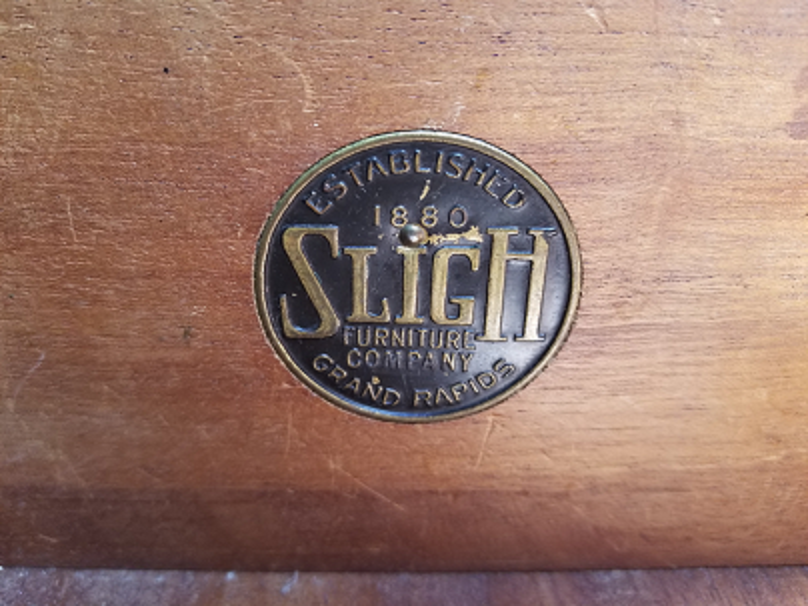 ESTABLISHED
1880
SLIGH
FURNITURE
COMPANY
GRAND RAPIDS